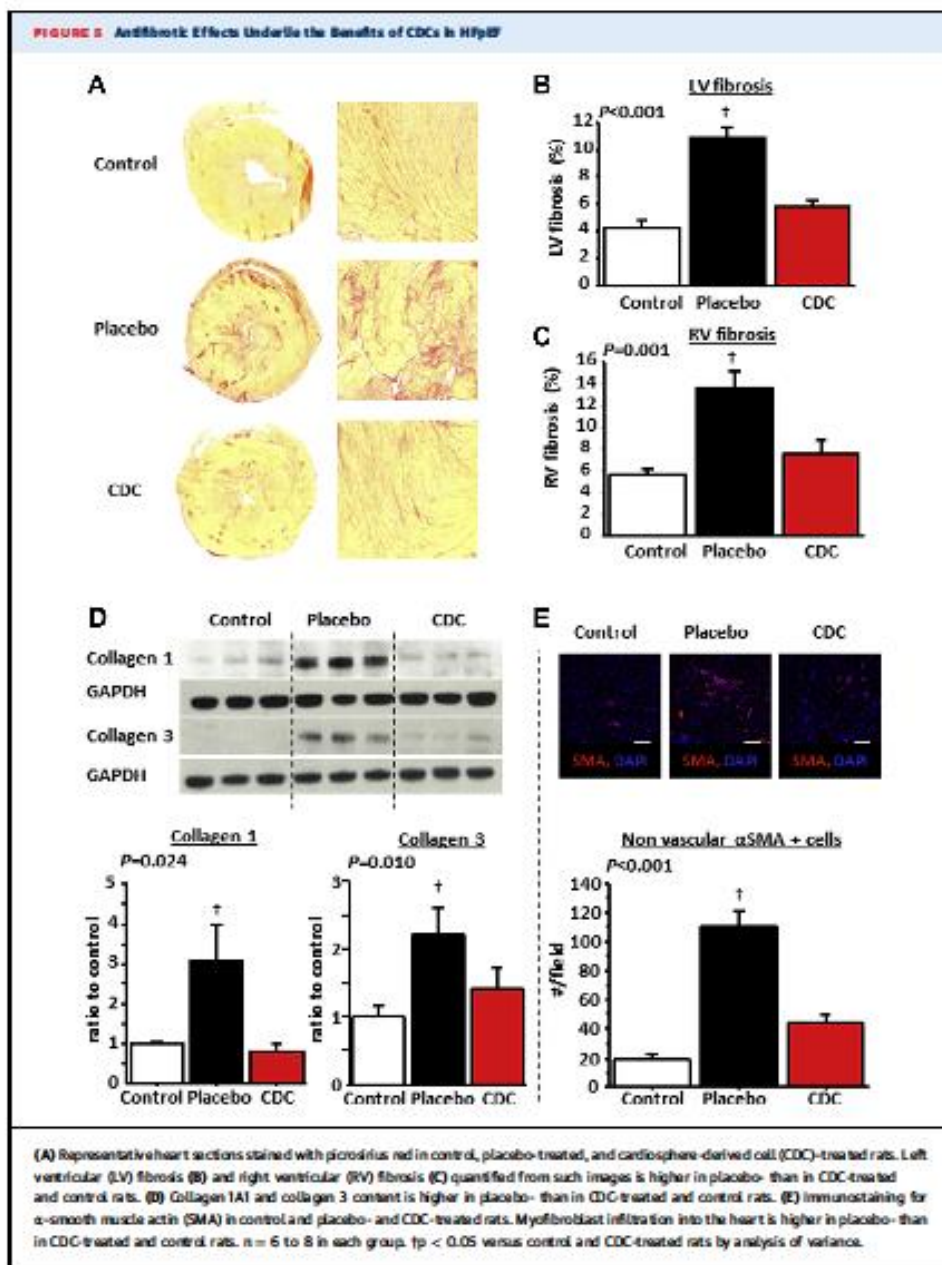 FIGURE 5 Antifibrotic Effects Underlie the Benefits of CDCs in HFpEF
A
Control
Placebo
CDC
B
LV fibrosis
P<0.001
†
LV fibrosis (%)
12
10
8
6
4
2
0
Control Placebo CDC
C
RV fibrosis
P=0.001
†
RV fibrosis (%)
16
14
12
10
8
6
4
2
0
Control Placebo CDC
D
Control Placebo CDC
Collagen 1
GAPDH
Collagen 3
GAPDH
Collagen 1
P=0.024
†
ratio to control
5
4
3
2
1
0
Control Placebo CDC
Collagen 3
P=0.010
†
ratio to control
3
2
1
0
Control Placebo CDC
E
Control Placebo CDC
SMA, DAPI SMA, DAPI SMA, DAPI
Non vascular αSMA + cells
P<0.001
†
#/field
140
120
100
80
60
40
20
0
Control Placebo CDC
(A) Representative heart sections stained with picrosirius red in control, placebo-treated, and cardiosphere-derived cell (CDC)-treated rats. Left
ventricular (LV) fibrosis (B) and right ventricular (RV) fibrosis (C) quantified from such images is higher in placebo- than in CDC-treated
and control rats. (D) Collagen 1A1 and collagen 3 content is higher in placebo- than in CDC-treated and control rats. (E) Immunostaining for
α-smooth muscle actin (SMA) in control and placebo- and CDC-treated rats. Myofibroblast infiltration into the heart is higher in placebo- than
in CDC-treated and control rats. n = 6 to 8 in each group. †p < 0.05 versus control and CDC-treated rats by analysis of variance.